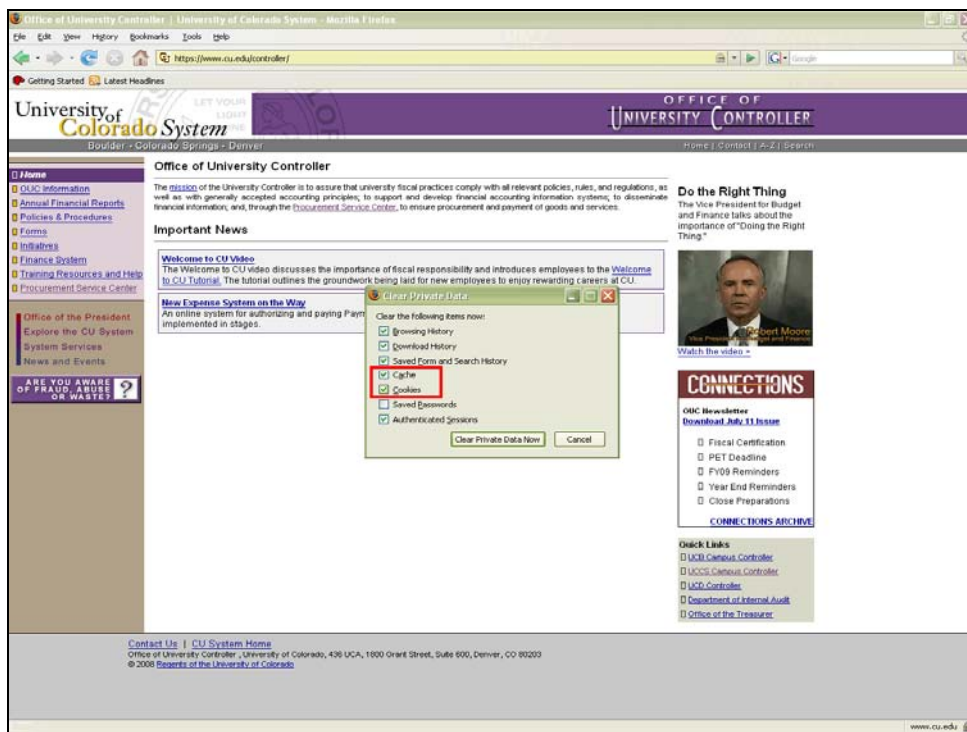 Office of University Controller | University of Colorado System - Mozilla Firefox
File Edit View History Bookmarks Tools Help
https://www.cu.edu/controller/
Google
Getting Started Latest Headlines
University of Colorado System
LET YOUR LIGHT
OFFICE OF
UNIVERSITY CONTROLLER
Boulder - Colorado Springs - Denver
Home | Contact | A-Z | Search
Home
OUC Information
Annual Financial Reports
Policies & Procedures
Forms
Initiatives
Finance System
Training Resources and Help
Procurement Service Center
Office of the President
Explore the CU System
System Services
News and Events
ARE YOU AWARE
OF FRAUD, ABUSE
OR WASTE?
?
Office of University Controller
The mission of the University Controller is to assure that university fiscal practices comply with all relevant policies, rules, and regulations, as
well as with generally accepted accounting principles; to support and develop financial accounting information systems; to disseminate
financial information; and, through the Procurement Service Center, to ensure procurement and payment of goods and services.
Important News
Welcome to CU Video
The Welcome to CU video discusses the importance of fiscal responsibility and introduces employees to the Welcome
to CU Tutorial. The tutorial outlines the groundwork being laid for new employees to enjoy rewarding careers at CU.
New Expense System on the Way
An online system for authorizing and paying Paym
implemented in stages.
Clear Private Data
Clear the following items now:
Browsing History
Download History
Saved Form and Search History
Cache
Cookies
Saved Passwords
Authenticated Sessions
Clear Private Data Now
Cancel
Do the Right Thing
The Vice President for Budget
and Finance talks about the
importance of "Doing the Right
Thing."
Robert Moore
Vice President Budget and Finance
Watch the video »
CONNECTIONS
OUC Newsletter
Download July 11 Issue
Fiscal Certification
PET Deadline
FY09 Reminders
Year End Reminders
Close Preparations
CONNECTIONS ARCHIVE
Quick Links
UCB Campus Controller
UCCS Campus Controller
UCD Controller
Department of Internal Audit
Office of the Treasurer
Contact Us | CU System Home
Office of University Controller, University of Colorado, 436 UCA, 1800 Grant Street, Suite 600, Denver, CO 80203
© 2008 Regents of the University of Colorado
www.cu.edu